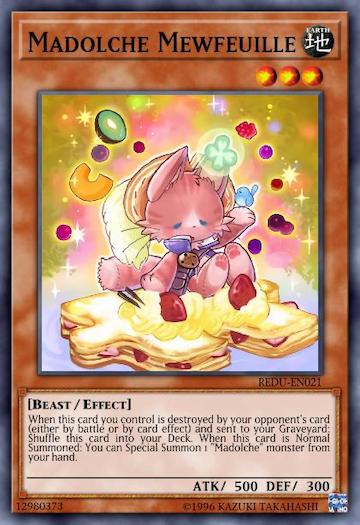 MADOLCHE MEWFEUILLE
EARTH
地
REDU-EN021
[BEAST / EFFECT]
When this card you control is destroyed by your opponent's card
(either by battle or by card effect) and sent to your Graveyard:
Shuffle this card into your Deck. When this card is Normal
Summoned: You can Special Summon 1 "Madolche" monster from
your hand.
ATK/ 500 DEF/ 300
12980373
©1996 KAZUKI TAKAHASHI